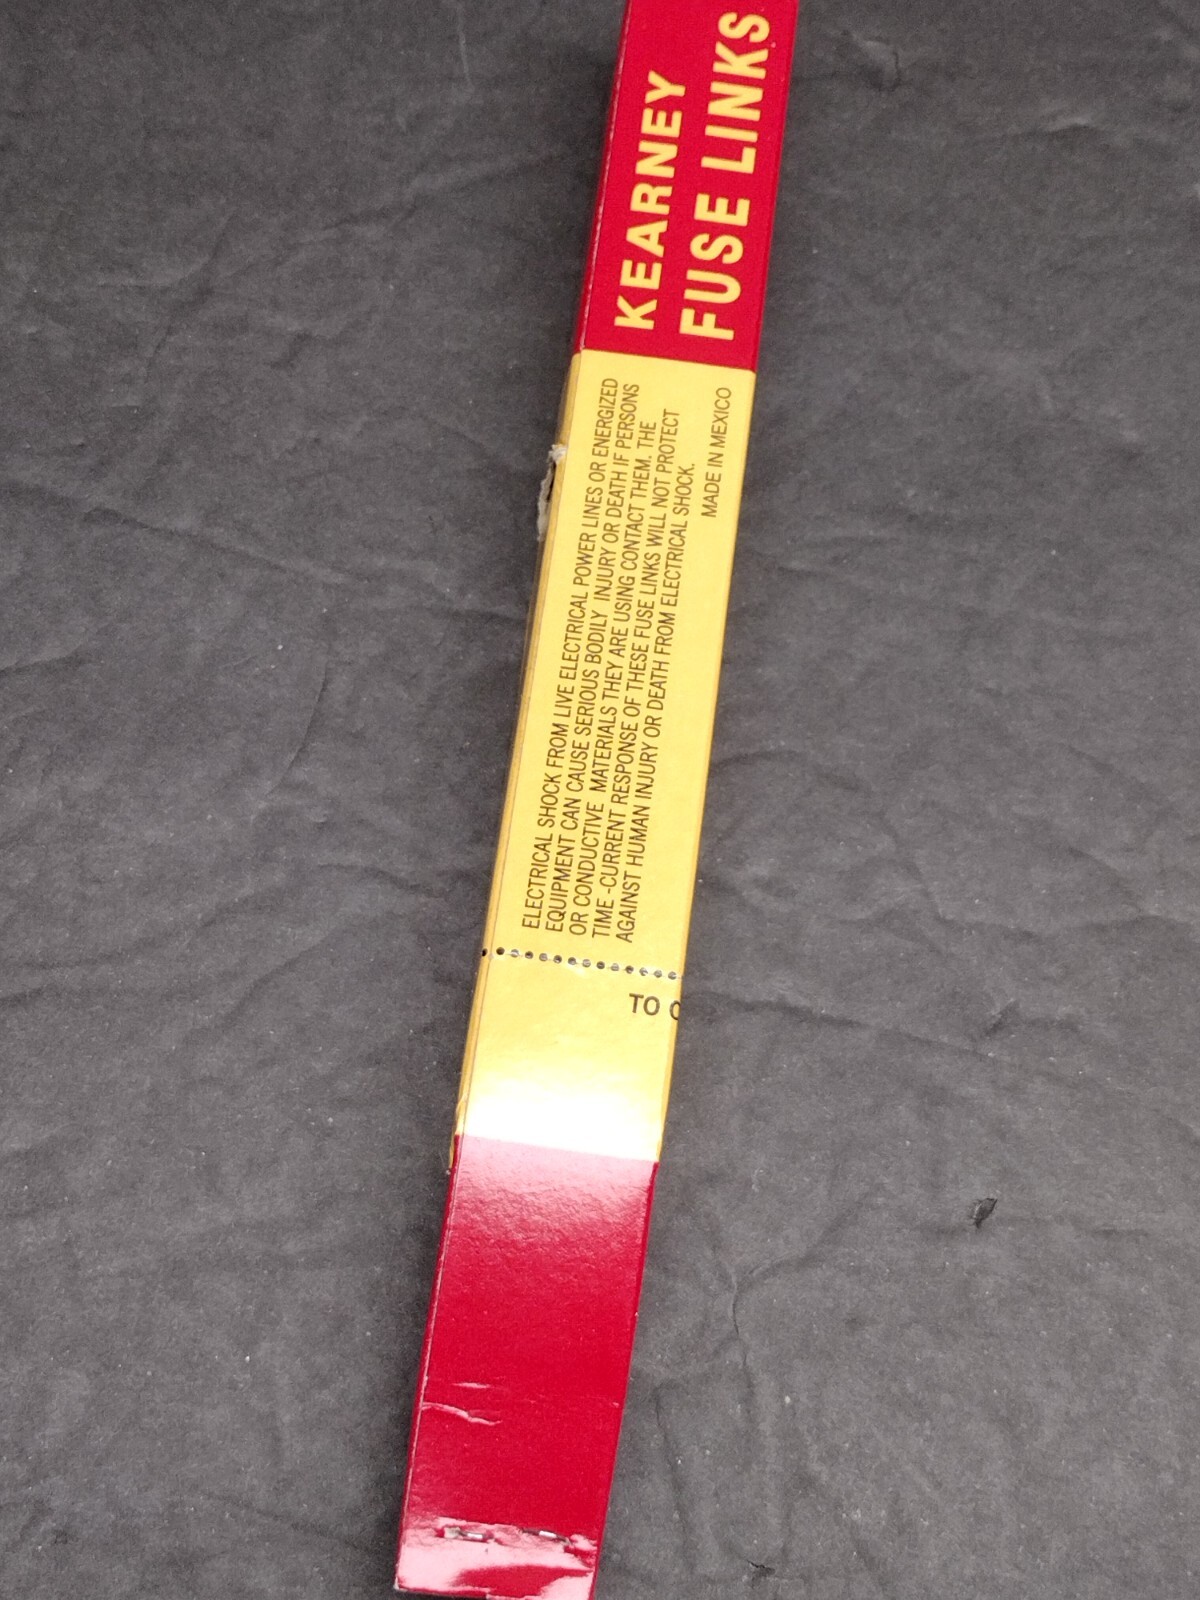 KEARNEY
FUSE LINKS
ELECTRICAL SHOCK FROM LIVE ELECTRICAL POWER LINES OR ENERGIZED
EQUIPMENT CAN CAUSE SERIOUS BODILY INJURY OR DEATH IF PERSONS
OR CONDUCTIVE MATERIALS THEY ARE USING CONTACT THEM. THE
TIME -CURRENT RESPONSE OF THESE FUSE LINKS WILL NOT PROTECT
AGAINST HUMAN INJURY OR DEATH FROM ELECTRICAL SHOCK.
MADE IN MEXICO
TO